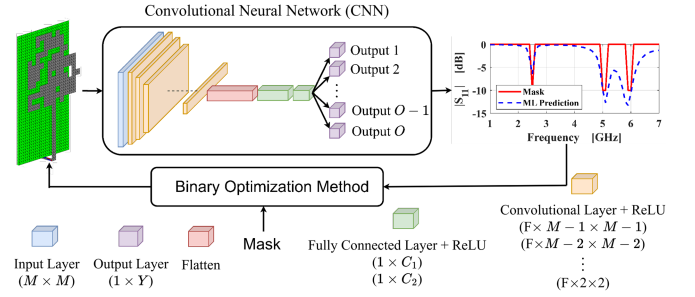 Convolutional Neural Network (CNN)
Output 1
Output 2
⋮
Output O − 1
Output O
|S11| [dB]
0
-5
-10
-15
Mask
ML Prediction
1 2 3 4 5 6 7
Frequency [GHz]
Binary Optimization Method
Mask
Input Layer
(M × M)
Output Layer
(1 × Y)
Flatten
Fully Connected Layer + ReLU
(1 × C1)
(1 × C2)
Convolutional Layer + ReLU
(F× M − 1 × M − 1)
(F×M − 2 × M − 2)
⋮
(F×2×2)